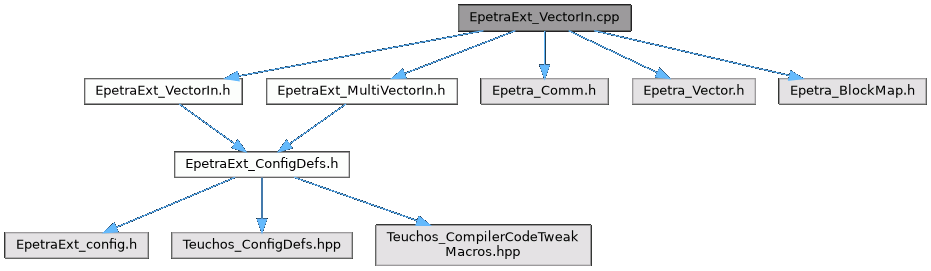 EpetraExt_VectorIn.cpp
EpetraExt_VectorIn.h
EpetraExt_MultiVectorIn.h
Epetra_Comm.h
Epetra_Vector.h
Epetra_BlockMap.h
EpetraExt_ConfigDefs.h
EpetraExt_config.h
Teuchos_ConfigDefs.hpp
Teuchos_CompilerCodeTweak
Macros.hpp